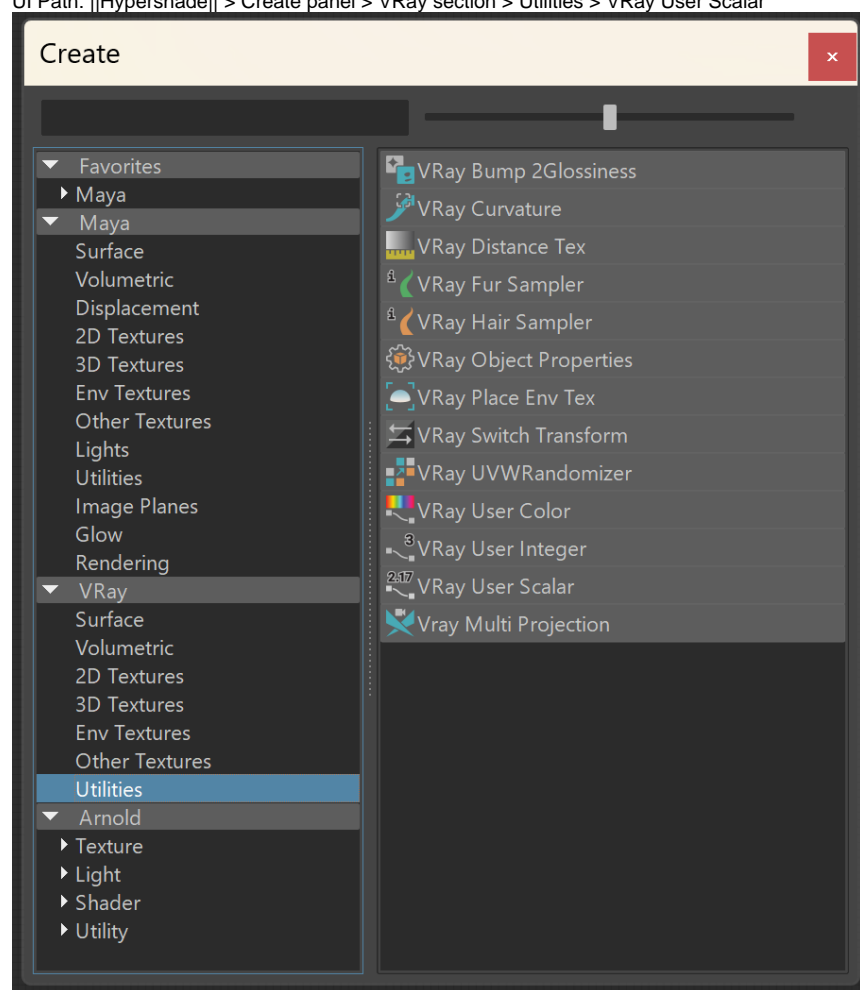 UI Path: ||Hypershade|| > Create panel > VRay section > Utilities > VRay User Scalar
Create
×
Favorites
Maya
Maya
Surface
Volumetric
Displacement
2D Textures
3D Textures
Env Textures
Other Textures
Lights
Utilities
Image Planes
Glow
Rendering
VRay
Surface
Volumetric
2D Textures
3D Textures
Env Textures
Other Textures
Utilities
Arnold
Texture
Light
Shader
Utility
VRay Bump 2Glossiness
VRay Curvature
VRay Distance Tex
i VRay Fur Sampler
i VRay Hair Sampler
VRay Object Properties
VRay Place Env Tex
VRay Switch Transform
VRay UVWRandomizer
VRay User Color
3 VRay User Integer
2.17 VRay User Scalar
Vray Multi Projection